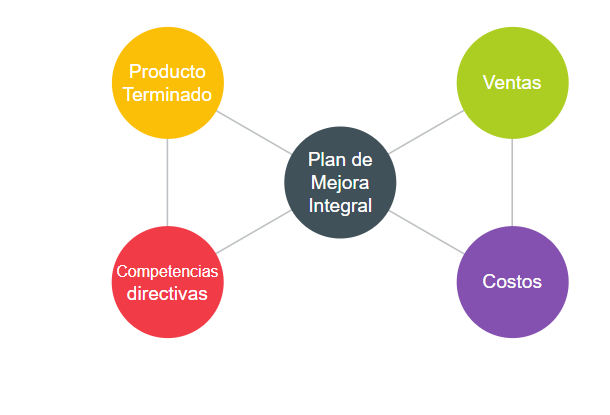 Producto
Terminado
Ventas
Plan de
Mejora
Integral
Competencias
directivas
Costos